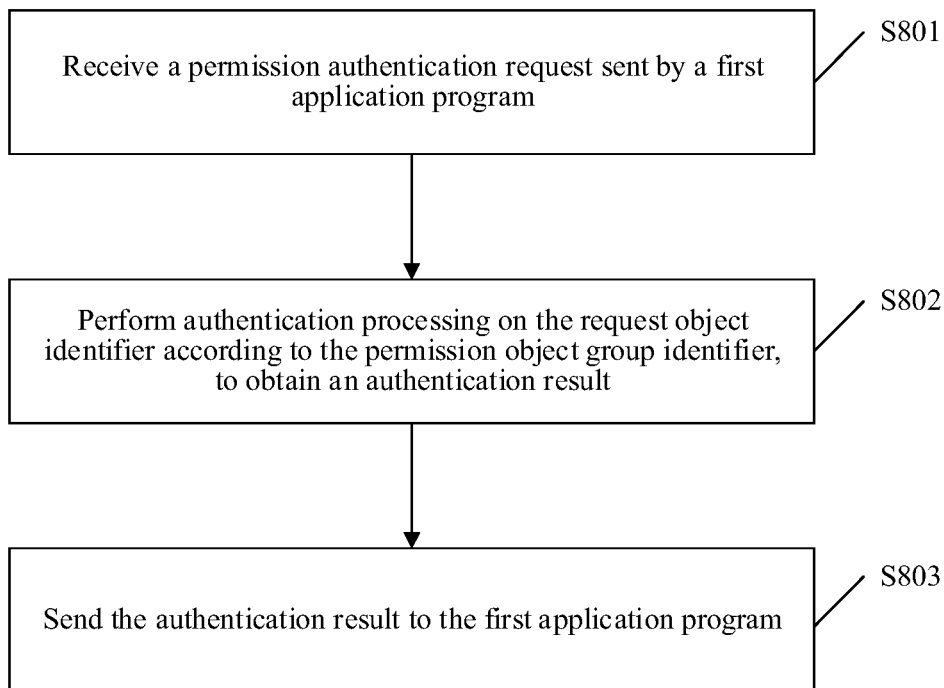 Receive a permission authentication request sent by a first
application program
S801
Perform authentication processing on the request object
identifier according to the permission object group identifier,
to obtain an authentication result
S802
Send the authentication result to the first application program
S803